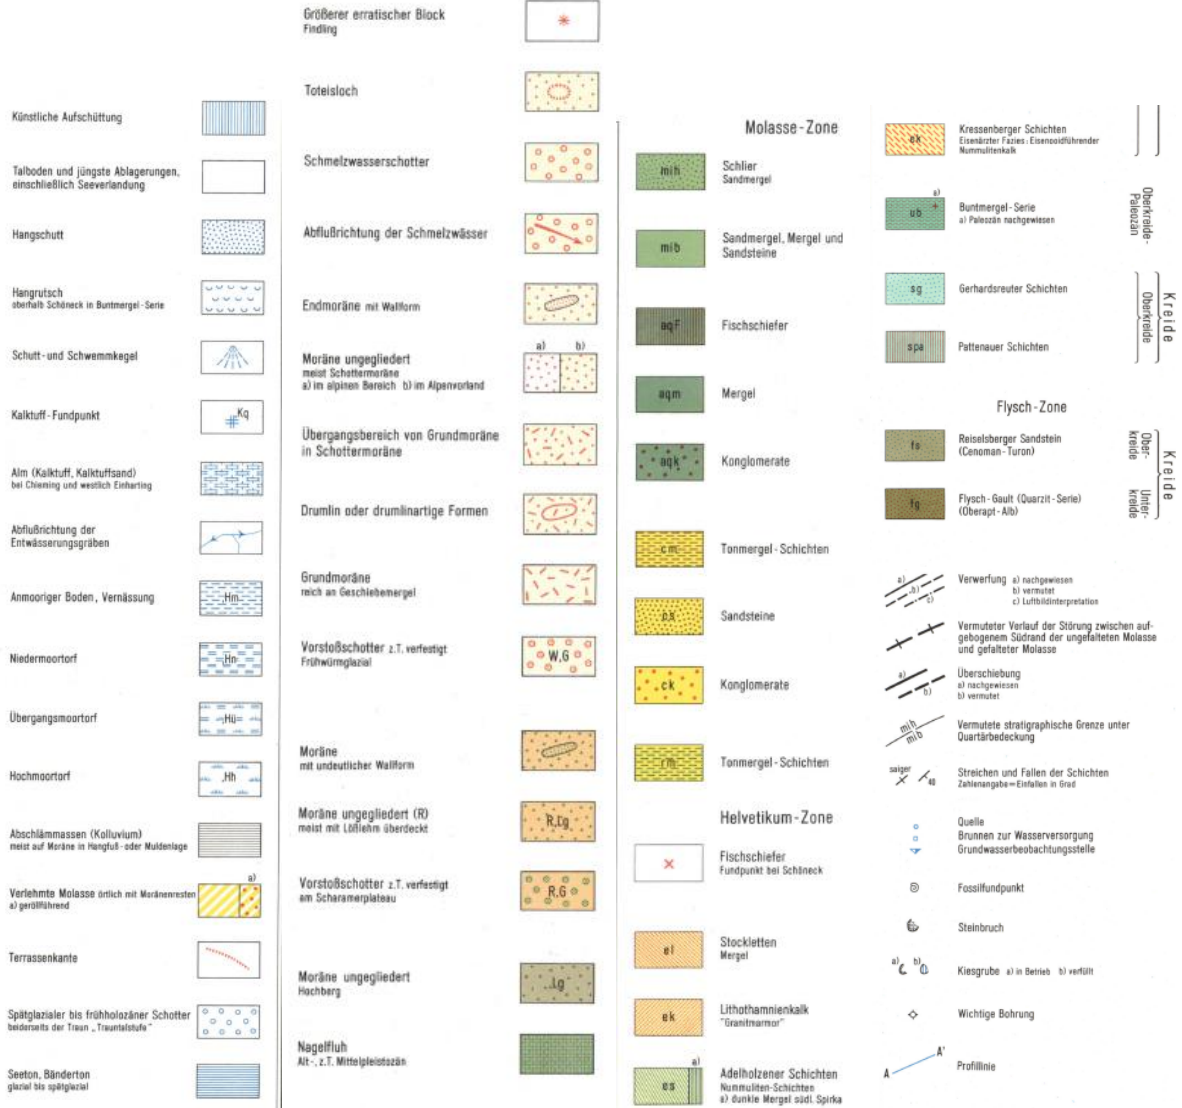 Künstliche Aufschüttung
Talboden und jüngste Ablagerungen,
einschließlich Seeverlandung
Hangschutt
Hangrutsch
oberhalb Schöneck in Buntmergel-Serie
Schutt- und Schwemmkegel
Kalktuff-Fundpunkt
Kq
Alm (Kalktuff, Kalktuffsand)
bei Chieming und westlich Einharting
Abflußrichtung der
Entwässerungsgräben
Anmooriger Boden, Vernässung
Hm
Niedermoortorf
Hn
Übergangsmoortorf
Hü
Hochmoortorf
Hh
Abschlämmassen (Kolluvium)
meist auf Moräne in Hangfuß- oder Muldenlage
a)
Verlehmte Molasse örtlich mit Moränenresten
a) geröllführend
Terrassenkante
Spätglazialer bis frühholozäner Schotter
beiderseits der Traun „Trauntalstufe"
Seeton, Bänderton
glazial bis spätglazial
Größerer erratischer Block
Findling
Toteisloch
Schmelzwasserschotter
Abflußrichtung der Schmelzwässer
Endmoräne mit Wallform
a) b)
Moräne ungegliedert
meist Schottermoräne
a) im alpinen Bereich b) im Alpenvorland
Übergangsbereich von Grundmoräne
in Schottermoräne
Drumlin oder drumlinartige Formen
Grundmoräne
reich an Geschiebemergel
Vorstoßschotter z.T. verfestigt
Frühwürmglazial
W,G
Moräne
mit undeutlicher Wallform
Moräne ungegliedert (R)
meist mit Lößlehm überdeckt
R,Lg
Vorstoßschotter z.T. verfestigt
am Scharamerplateau
R,G
Moräne ungegliedert
Hochberg
Lg
Nagelfluh
Alt-, z.T. Mittelpleistozän
Molasse-Zone
mih
Schlier
Sandmergel
mib
Sandmergel, Mergel und
Sandsteine
aqF
Fischschiefer
aqm
Mergel
aqk
Konglomerate
cm
Tonmergel-Schichten
cs
Sandsteine
ck
Konglomerate
rm
Tonmergel-Schichten
Helvetikum-Zone
Fischschiefer
Fundpunkt bei Schöneck
el
Stockletten
Mergel
ek
Lithothamnienkalk
"Granitmarmor"
a)
es
Adelholzener Schichten
Nummuliten-Schichten
a) dunkle Mergel südl. Spirka
ek
Kressenberger Schichten
Eisenärzter Fazies: Eisenooidführender
Nummulitenkalk
a)
ub
Buntmergel-Serie
a) Paleozän nachgewiesen
Oberkreide-
Paleozän
sg
Gerhardsreuter Schichten
spa
Pattenauer Schichten
Oberkreide
Kreide
Flysch-Zone
fs
Reiselsberger Sandstein
(Cenoman-Turon)
Ober-
kreide
fg
Flysch-Gault (Quarzit-Serie)
(Oberapt-Alb)
Unter-
kreide
Kreide
a)
b)
c)
Verwerfung a) nachgewiesen
b) vermutet
c) Luftbildinterpretation
Vermuteter Verlauf der Störung zwischen auf-
gebogenem Südrand der ungefalteten Molasse
und gefalteter Molasse
a)
b)
Überschiebung
a) nachgewiesen
b) vermutet
mih
mib
Vermutete stratigraphische Grenze unter
Quartärbedeckung
saiger
40
Streichen und Fallen der Schichten
Zahlenangabe=Einfallen in Grad
Quelle
Brunnen zur Wasserversorgung
Grundwasserbeobachtungsstelle
Fossilfundpunkt
Steinbruch
a) b)
Kiesgrube a) in Betrieb b) verfüllt
Wichtige Bohrung
A A'
Profillinie